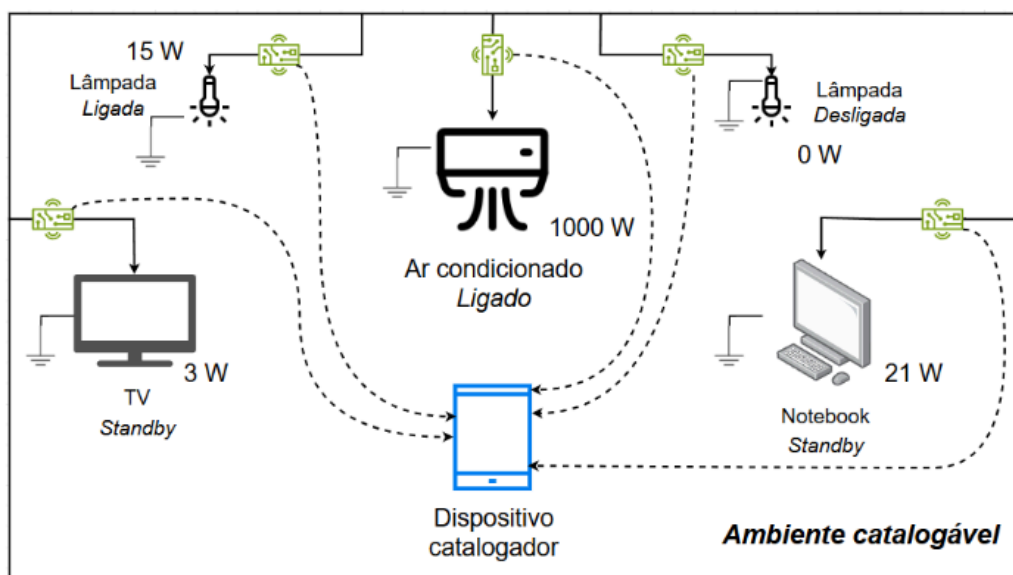 15 W
Lâmpada
Ligada
Lâmpada
Desligada
0 W
1000 W
Ar condicionado
Ligado
3 W
TV
Standby
21 W
Notebook
Standby
Dispositivo
catalogador
Ambiente catalogável